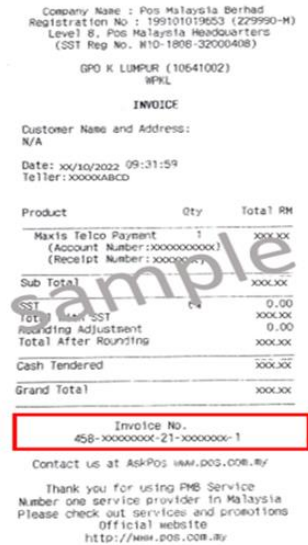 Company Name : Pos Malaysia Berhad
Registration No : 199101019653 (229990-M)
Level 8, Pos Malaysia Headquarters
(SST Reg No. W10-1808-32000408)
GPO K LUMPUR (10641002)
WPKL
INVOICE
Customer Name and Address:
N/A
Date: xx/10/2022 09:31:59
Teller:XXXXXABCD
Product Qty Total RM
Maxis Telco Payment 1 xxx.xx
(Account Number:xxxxxxxxxx)
(Receipt Number:
Sub Total xxx.xx
sample
SST 0.00
Total With SST xxx.xx
Rounding Adjustment 0.00
Total After Rounding xxx.xx
Cash Tendered xxx.xx
Grand Total xxx.xx
Invoice No.
458-xxxxxxxx-21-xxxxxxx-1
Contact us at AskPos www.pos.com.my
Thank you for using PMB Service
Number one service provider in Malaysia
Please check out services and promotions
Official website
http://www.pos.com.my